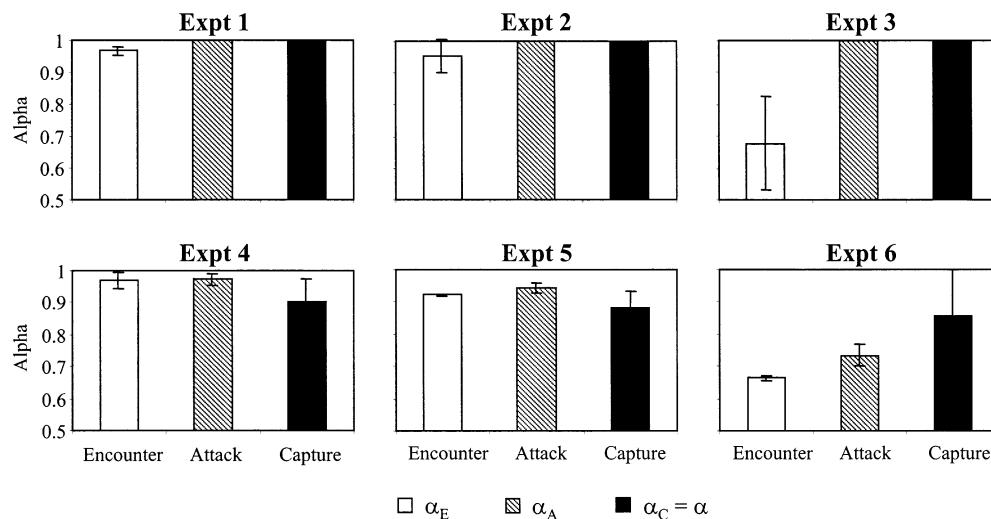 Expt 1
Expt 2
Expt 3
Alpha
1
0.9
0.8
0.7
0.6
0.5
Expt 4
Expt 5
Expt 6
Alpha
1
0.9
0.8
0.7
0.6
0.5
Encounter Attack Capture
Encounter Attack Capture
Encounter Attack Capture
α_E α_A α_C = α